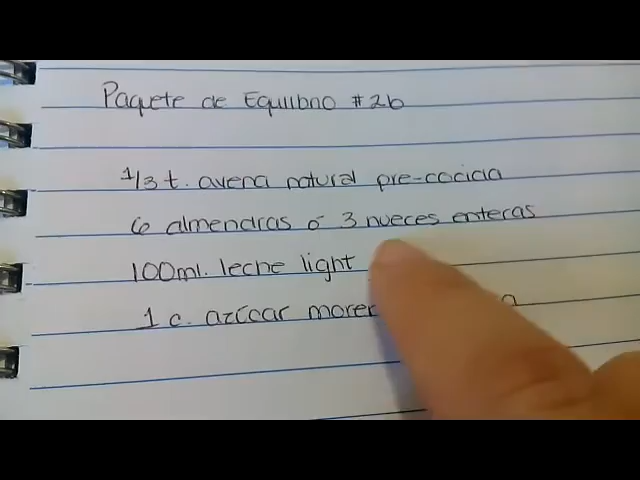 Paquete de Equilibrio #2b
1/3 t. avena natural pre-cocida
6 almendras ó 3 nueces enteras
100ml. leche light
1 c. azúcar